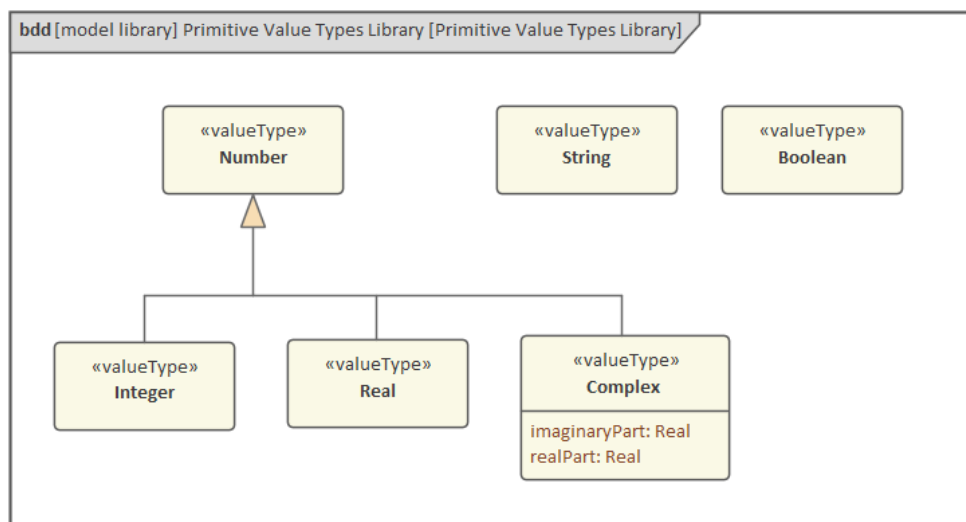 bdd [model library] Primitive Value Types Library [Primitive Value Types Library]
«valueType»
Number
«valueType»
String
«valueType»
Boolean
«valueType»
Integer
«valueType»
Real
«valueType»
Complex
imaginaryPart: Real
realPart: Real